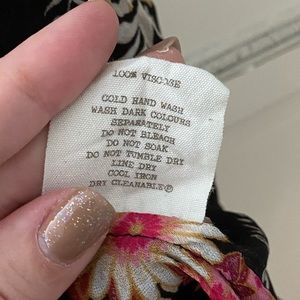 100% VISCOSE
COLD HAND WASH
WASH DARK COLOURS
SEPARATELY
DO NOT BLEACH
DO NOT SOAK
DO NOT TUMBLE DRY
LINE DRY
COOL IRON
DRY CLEANABLE Ⓟ